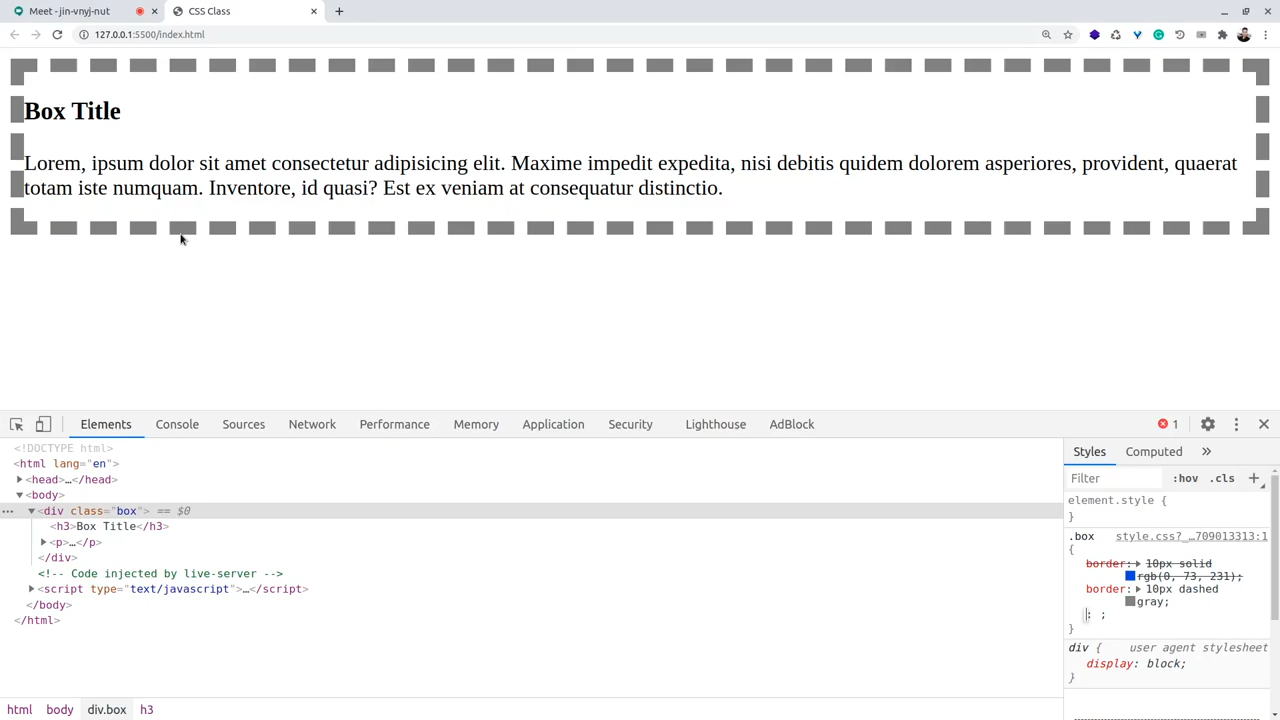 Meet - jin-vnyj-nut
CSS Class
127.0.0.1:5500/index.html
Box Title
Lorem, ipsum dolor sit amet consectetur adipisicing elit. Maxime impedit expedita, nisi debitis quidem dolorem asperiores, provident, quaerat
totam iste numquam. Inventore, id quasi? Est ex veniam at consequatur distinctio.
Elements Console Sources Network Performance Memory Application Security Lighthouse AdBlock 1
<!DOCTYPE html>
<html lang="en">
<head>…</head>
<body>
<div class="box"> == $0
<h3>Box Title</h3>
<p>…</p>
</div>
<!-- Code injected by live-server -->
<script type="text/javascript">…</script>
</body>
</html>
html body div.box h3
Styles Computed »
Filter :hov .cls +
element.style {
}
.box style.css?_…709013313:1
{
border: 10px solid
rgb(0, 73, 231);
border: 10px dashed
gray;
: ;
}
div { user agent stylesheet
display: block;
}